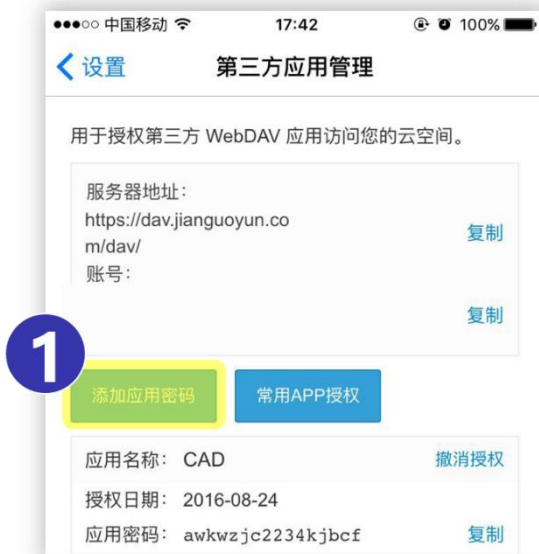 中国移动 17:42 100%
设置 第三方应用管理
用于授权第三方 WebDAV 应用访问您的云空间。
服务器地址:
https://dav.jianguoyun.co
m/dav/ 复制
账号:
复制
1
添加应用密码 常用APP授权
应用名称: CAD 撤消授权
授权日期: 2016-08-24
应用密码: awkwzjc2234kjbcf 复制